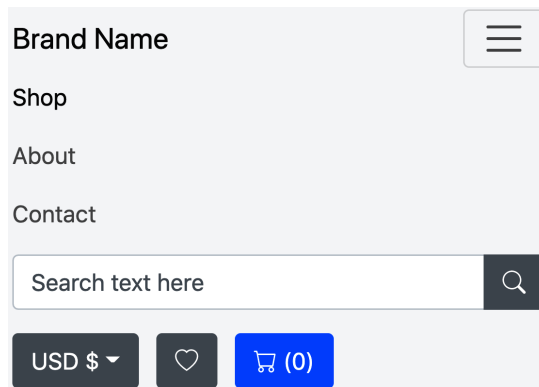 Brand Name
Shop
About
Contact
Search text here
USD $ (0)